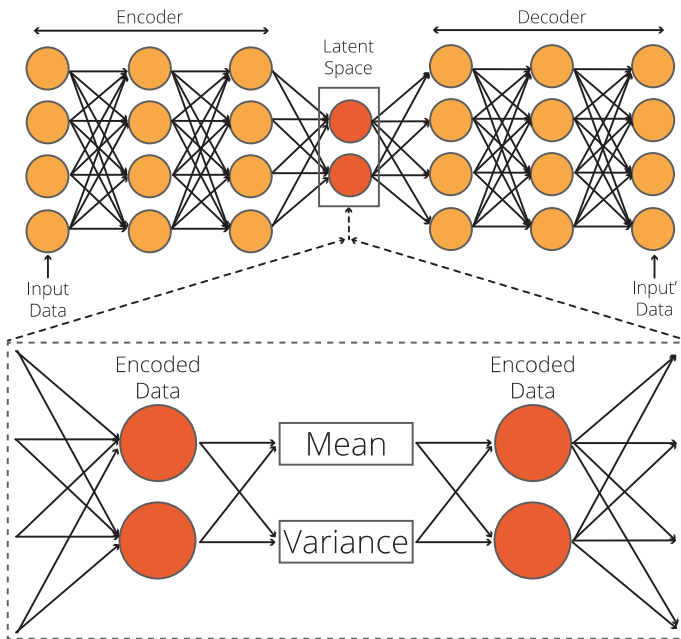 Encoder
Decoder
Latent
Space
Input
Data
Input’
Data
Encoded
Data
Encoded
Data
Mean
Variance